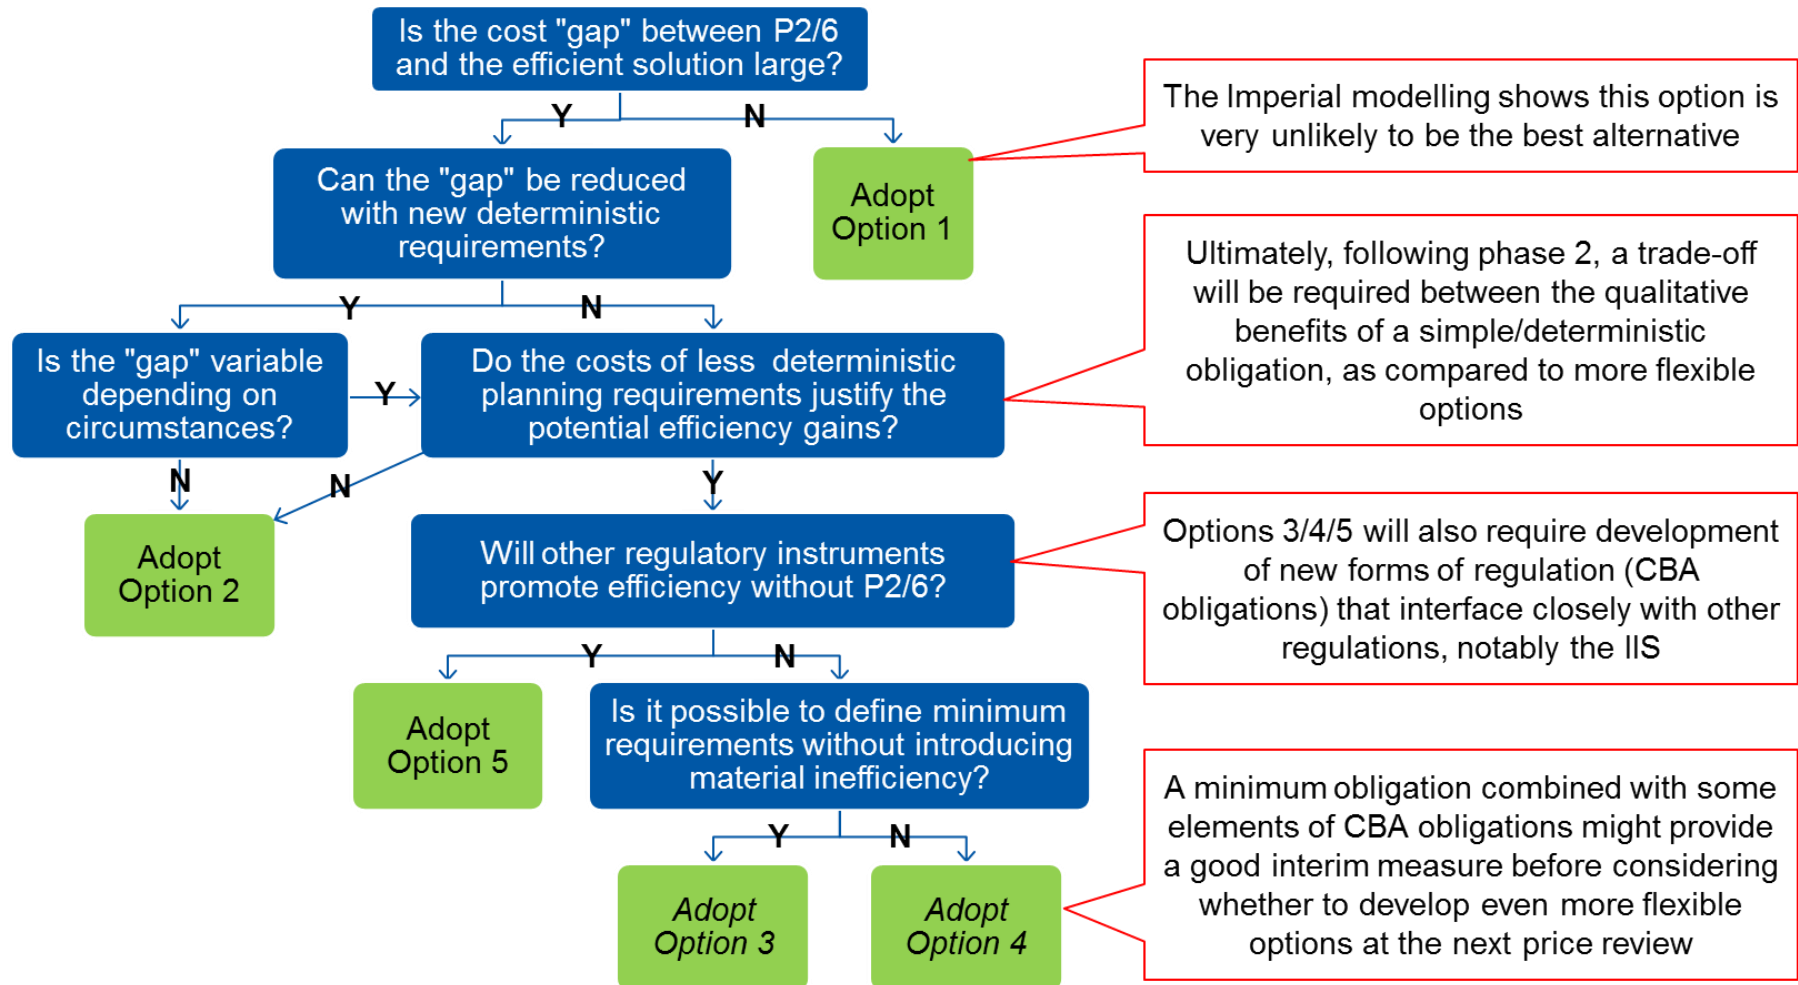 Is the cost "gap" between P2/6
and the efficient solution large?
Y
N
The Imperial modelling shows this option is
very unlikely to be the best alternative
Can the "gap" be reduced
with new deterministic
requirements?
Adopt
Option 1
Ultimately, following phase 2, a trade-off
will be required between the qualitative
benefits of a simple/deterministic
obligation, as compared to more flexible
options
Y
N
Is the "gap" variable
depending on
circumstances?
Y
Do the costs of less deterministic
planning requirements justify the
potential efficiency gains?
N
N
Y
Adopt
Option 2
Will other regulatory instruments
promote efficiency without P2/6?
Options 3/4/5 will also require development
of new forms of regulation (CBA
obligations) that interface closely with other
regulations, notably the IIS
Y
N
Adopt
Option 5
Is it possible to define minimum
requirements without introducing
material inefficiency?
Y
N
Adopt
Option 3
Adopt
Option 4
A minimum obligation combined with some
elements of CBA obligations might provide
a good interim measure before considering
whether to develop even more flexible
options at the next price review